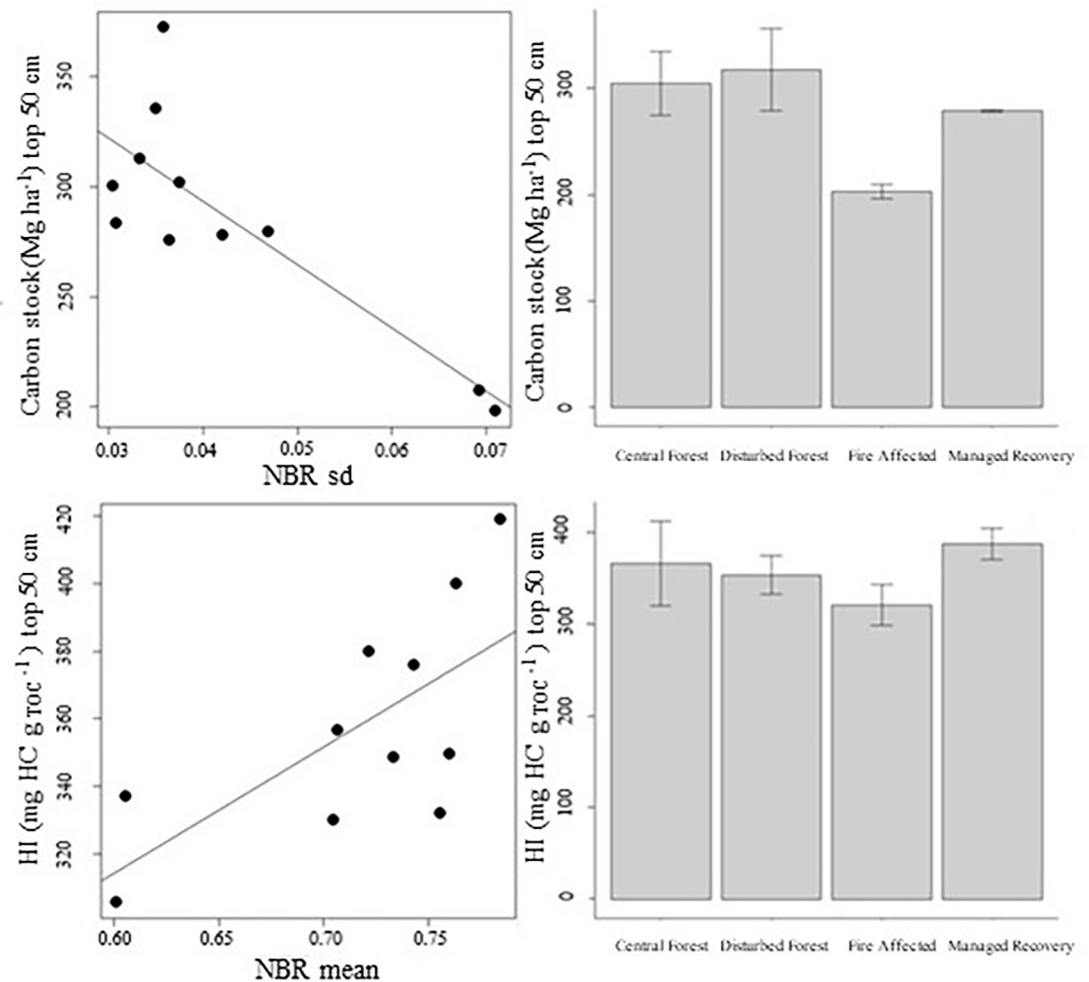 Carbon stock(Mg ha-1) top 50 cm
350
300
250
200
0.03 0.04 0.05 0.06 0.07
NBR sd
Carbon stock(Mg ha-1) top 50 cm
300
200
100
0
Central Forest Disturbed Forest Fire Affected Managed Recovery
HI (mg HC gTOC -1) top 50 cm
420
400
380
360
340
320
0.60 0.65 0.70 0.75
NBR mean
HI (mg HC gTOC -1) top 50 cm
400
300
200
100
0
Central Forest Disturbed Forest Fire Affected Managed Recovery